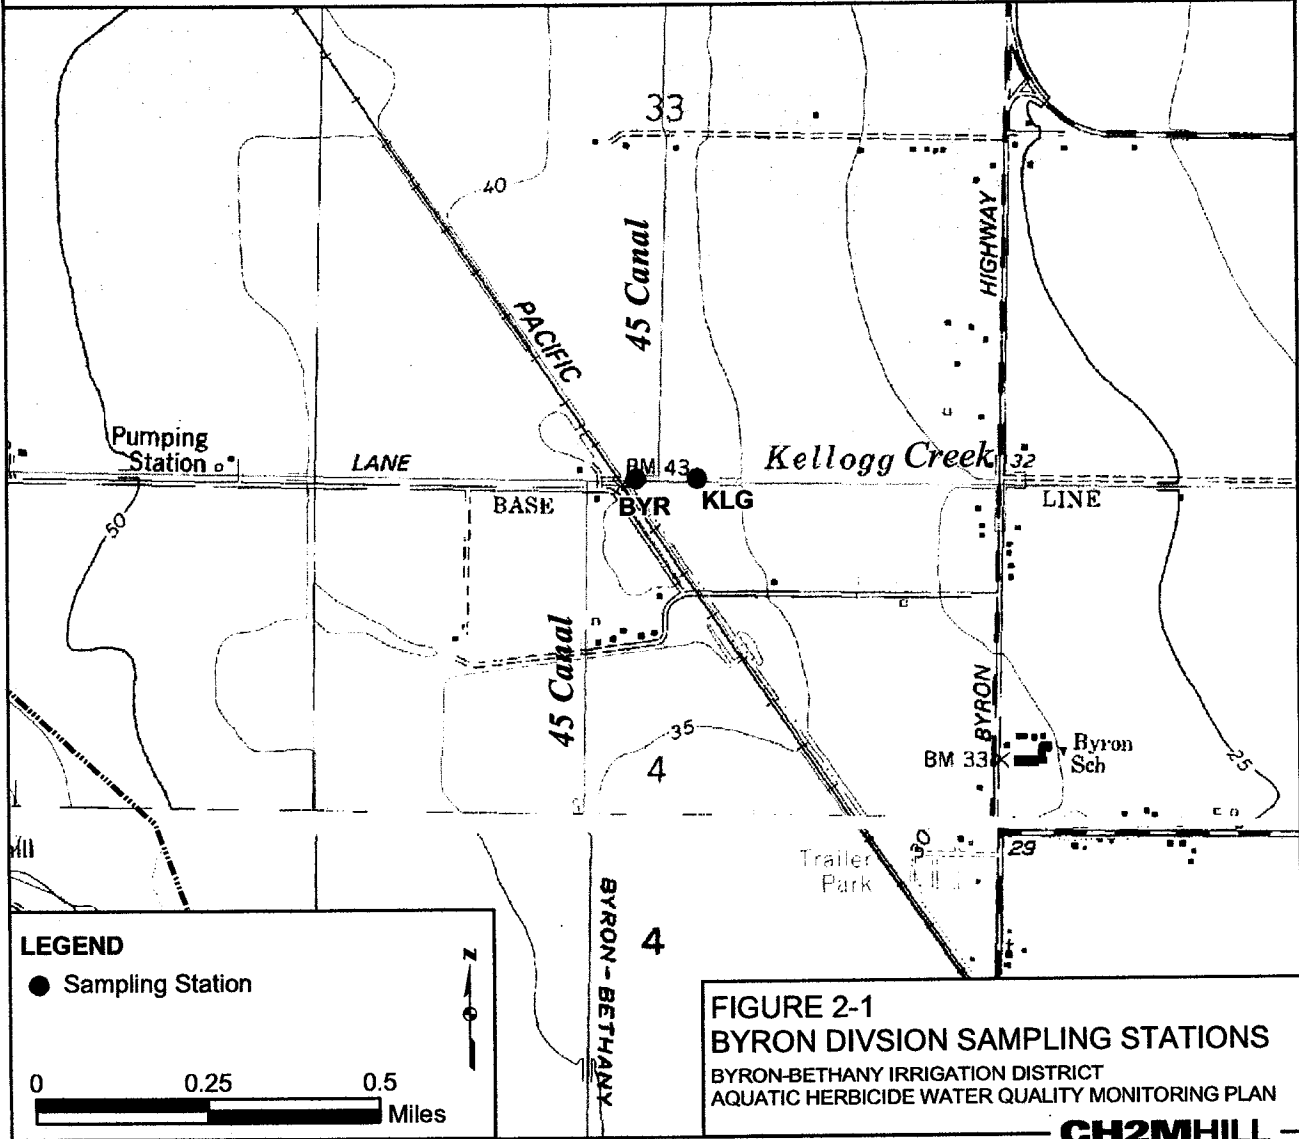 33
40
HIGHWAY
45 Canal
PACIFIC
Pumping
Station
LANE
BM 43
Kellogg Creek
32
BYR
KLG
BASE
LINE
50
45 Canal
BYRON
35
4
BM 33
Byron
Sch
25
30
29
Trailer
Park
BYRON-BETHANY
4
LEGEND
Sampling Station
N
0 0.25 0.5
Miles
FIGURE 2-1
BYRON DIVSION SAMPLING STATIONS
BYRON-BETHANY IRRIGATION DISTRICT
AQUATIC HERBICIDE WATER QUALITY MONITORING PLAN
CH2MHILL